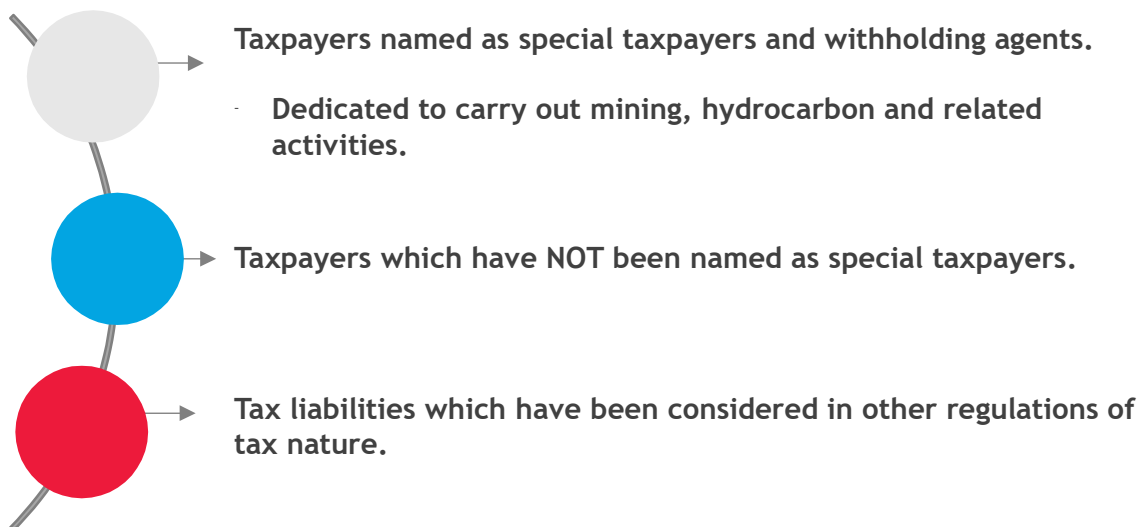 Taxpayers named as special taxpayers and withholding agents.
- Dedicated to carry out mining, hydrocarbon and related
activities.
Taxpayers which have NOT been named as special taxpayers.
Tax liabilities which have been considered in other regulations of
tax nature.